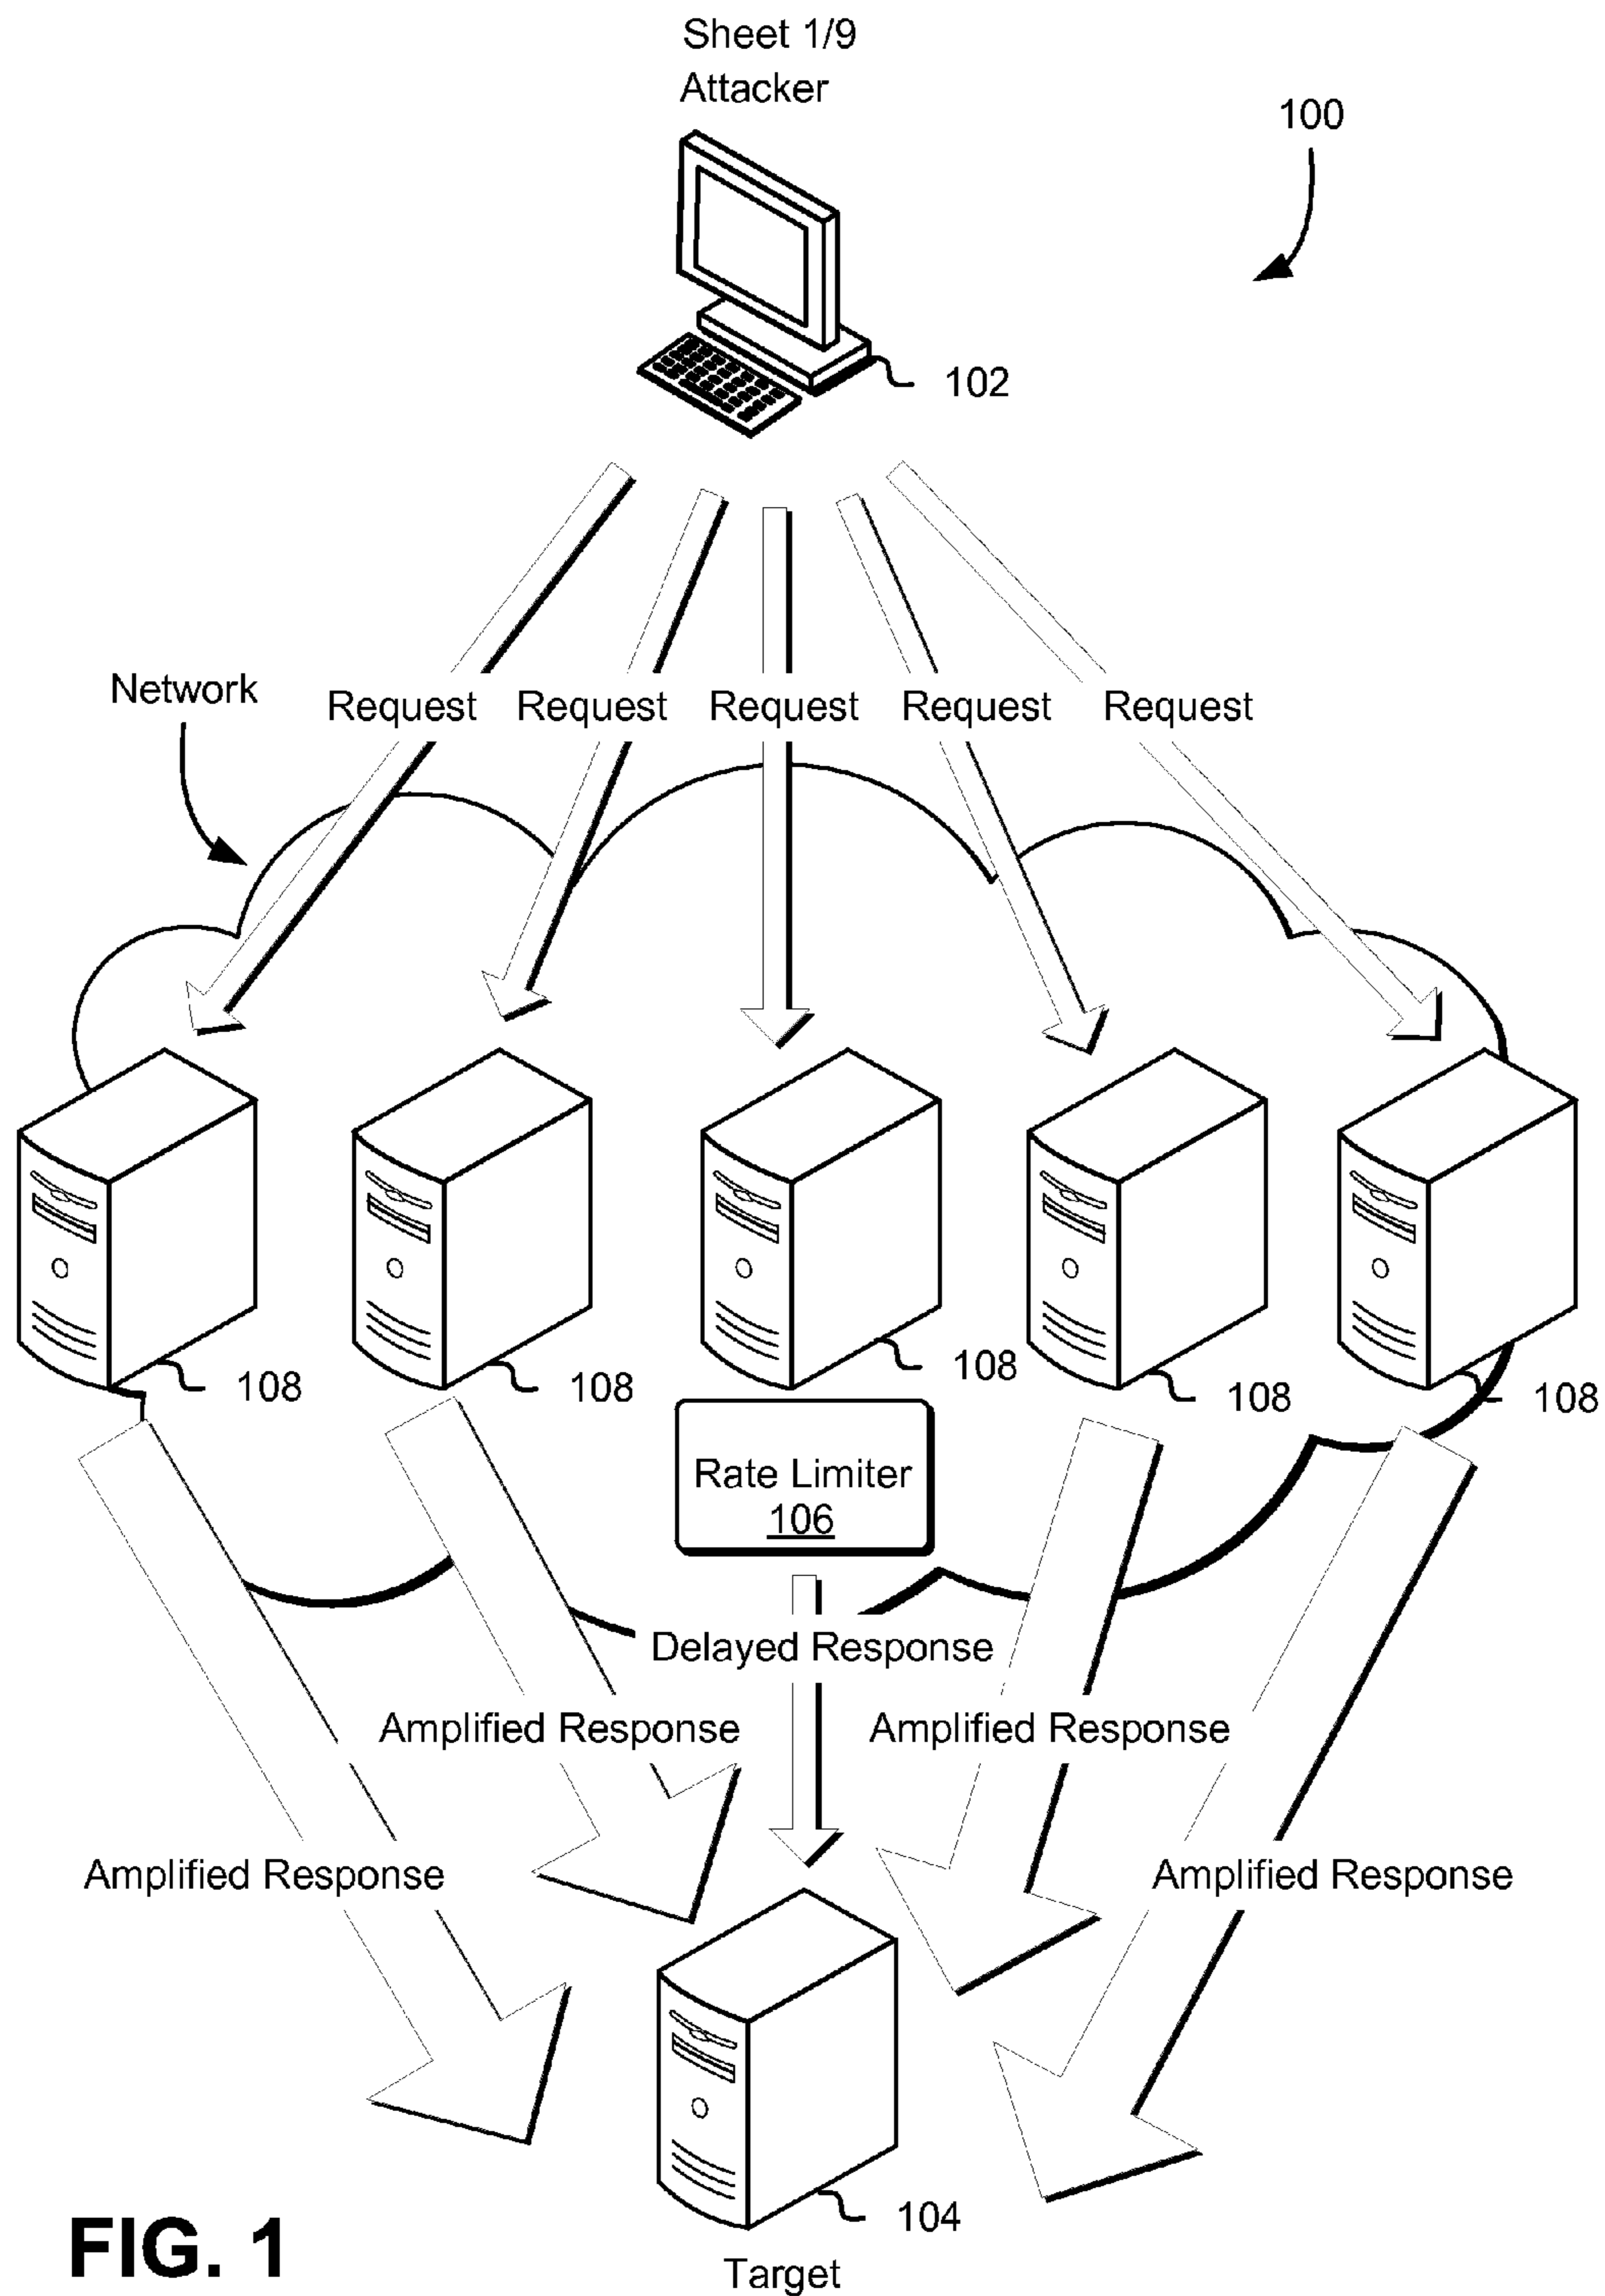 Sheet 1/9
Attacker
100
102
Network
Request Request Request Request Request
108 108 108 108 108
Rate Limiter
106
Delayed Response
Amplified Response Amplified Response
Amplified Response Amplified Response
104
FIG. 1
Target